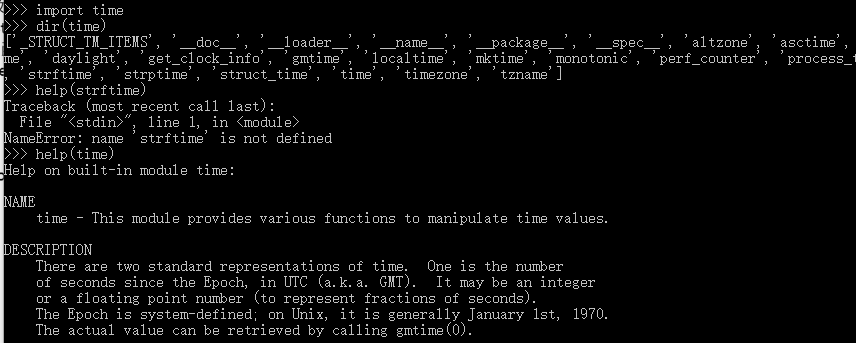 >>> import time
>>> dir(time)
['_STRUCT_TM_ITEMS', '__doc__', '__loader__', '__name__', '__package__', '__spec__', 'altzone', 'asctime',
me', 'daylight', 'get_clock_info', 'gmtime', 'localtime', 'mktime', 'monotonic', 'perf_counter', 'process_t
, 'strftime', 'strptime', 'struct_time', 'time', 'timezone', 'tzname']
>>> help(strftime)
Traceback (most recent call last):
  File "<stdin>", line 1, in <module>
NameError: name 'strftime' is not defined
>>> help(time)
Help on built-in module time:

NAME
    time - This module provides various functions to manipulate time values.

DESCRIPTION
    There are two standard representations of time.  One is the number
    of seconds since the Epoch, in UTC (a.k.a. GMT).  It may be an integer
    or a floating point number (to represent fractions of seconds).
    The Epoch is system-defined; on Unix, it is generally January 1st, 1970.
    The actual value can be retrieved by calling gmtime(0).